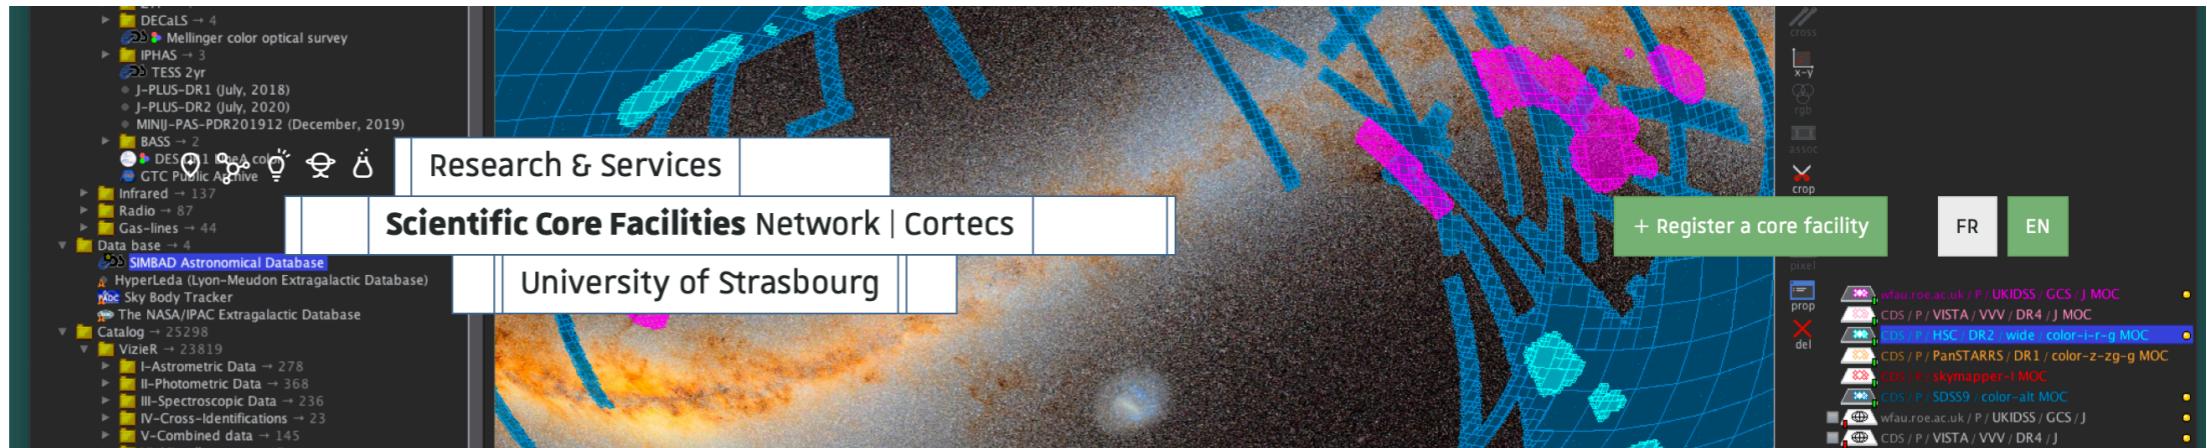 DECaLS → 4
Mellinger color optical survey
IPHAS → 3
TESS 2yr
J-PLUS-DR1 (July, 2018)
J-PLUS-DR2 (July, 2020)
MINIJ-PAS-PDR201912 (December, 2019)
BASS → 2
GTC Public Archive
Infrared → 137
Radio → 87
Gas-lines → 44
Data base → 4
SIMBAD Astronomical Database
HyperLeda (Lyon-Meudon Extragalactic Database)
Sky Body Tracker
The NASA/IPAC Extragalactic Database
Catalog → 25298
VizieR → 23819
I-Astrometric Data → 278
II-Photometric Data → 368
III-Spectroscopic Data → 236
IV-Cross-Identifications → 23
V-Combined data → 145
Research & Services
Scientific Core Facilities Network | Cortecs
University of Strasbourg
+ Register a core facility
FR
EN
cross
x-y
rgb
assoc
crop
pixel
prop
del
wfau.roe.ac.uk / P / UKIDSS / GCS / J MOC
CDS / P / VISTA / VVV / DR4 / J MOC
CDS / P / HSC / DR2 / wide / color-i-r-g MOC
CDS / P / PanSTARRS / DR1 / color-z-zg-g MOC
CDS / P / skymapper-I MOC
CDS / P / SDSS9 / color-alt MOC
wfau.roe.ac.uk / P / UKIDSS / GCS / J
CDS / P / VISTA / VVV / DR4 / J